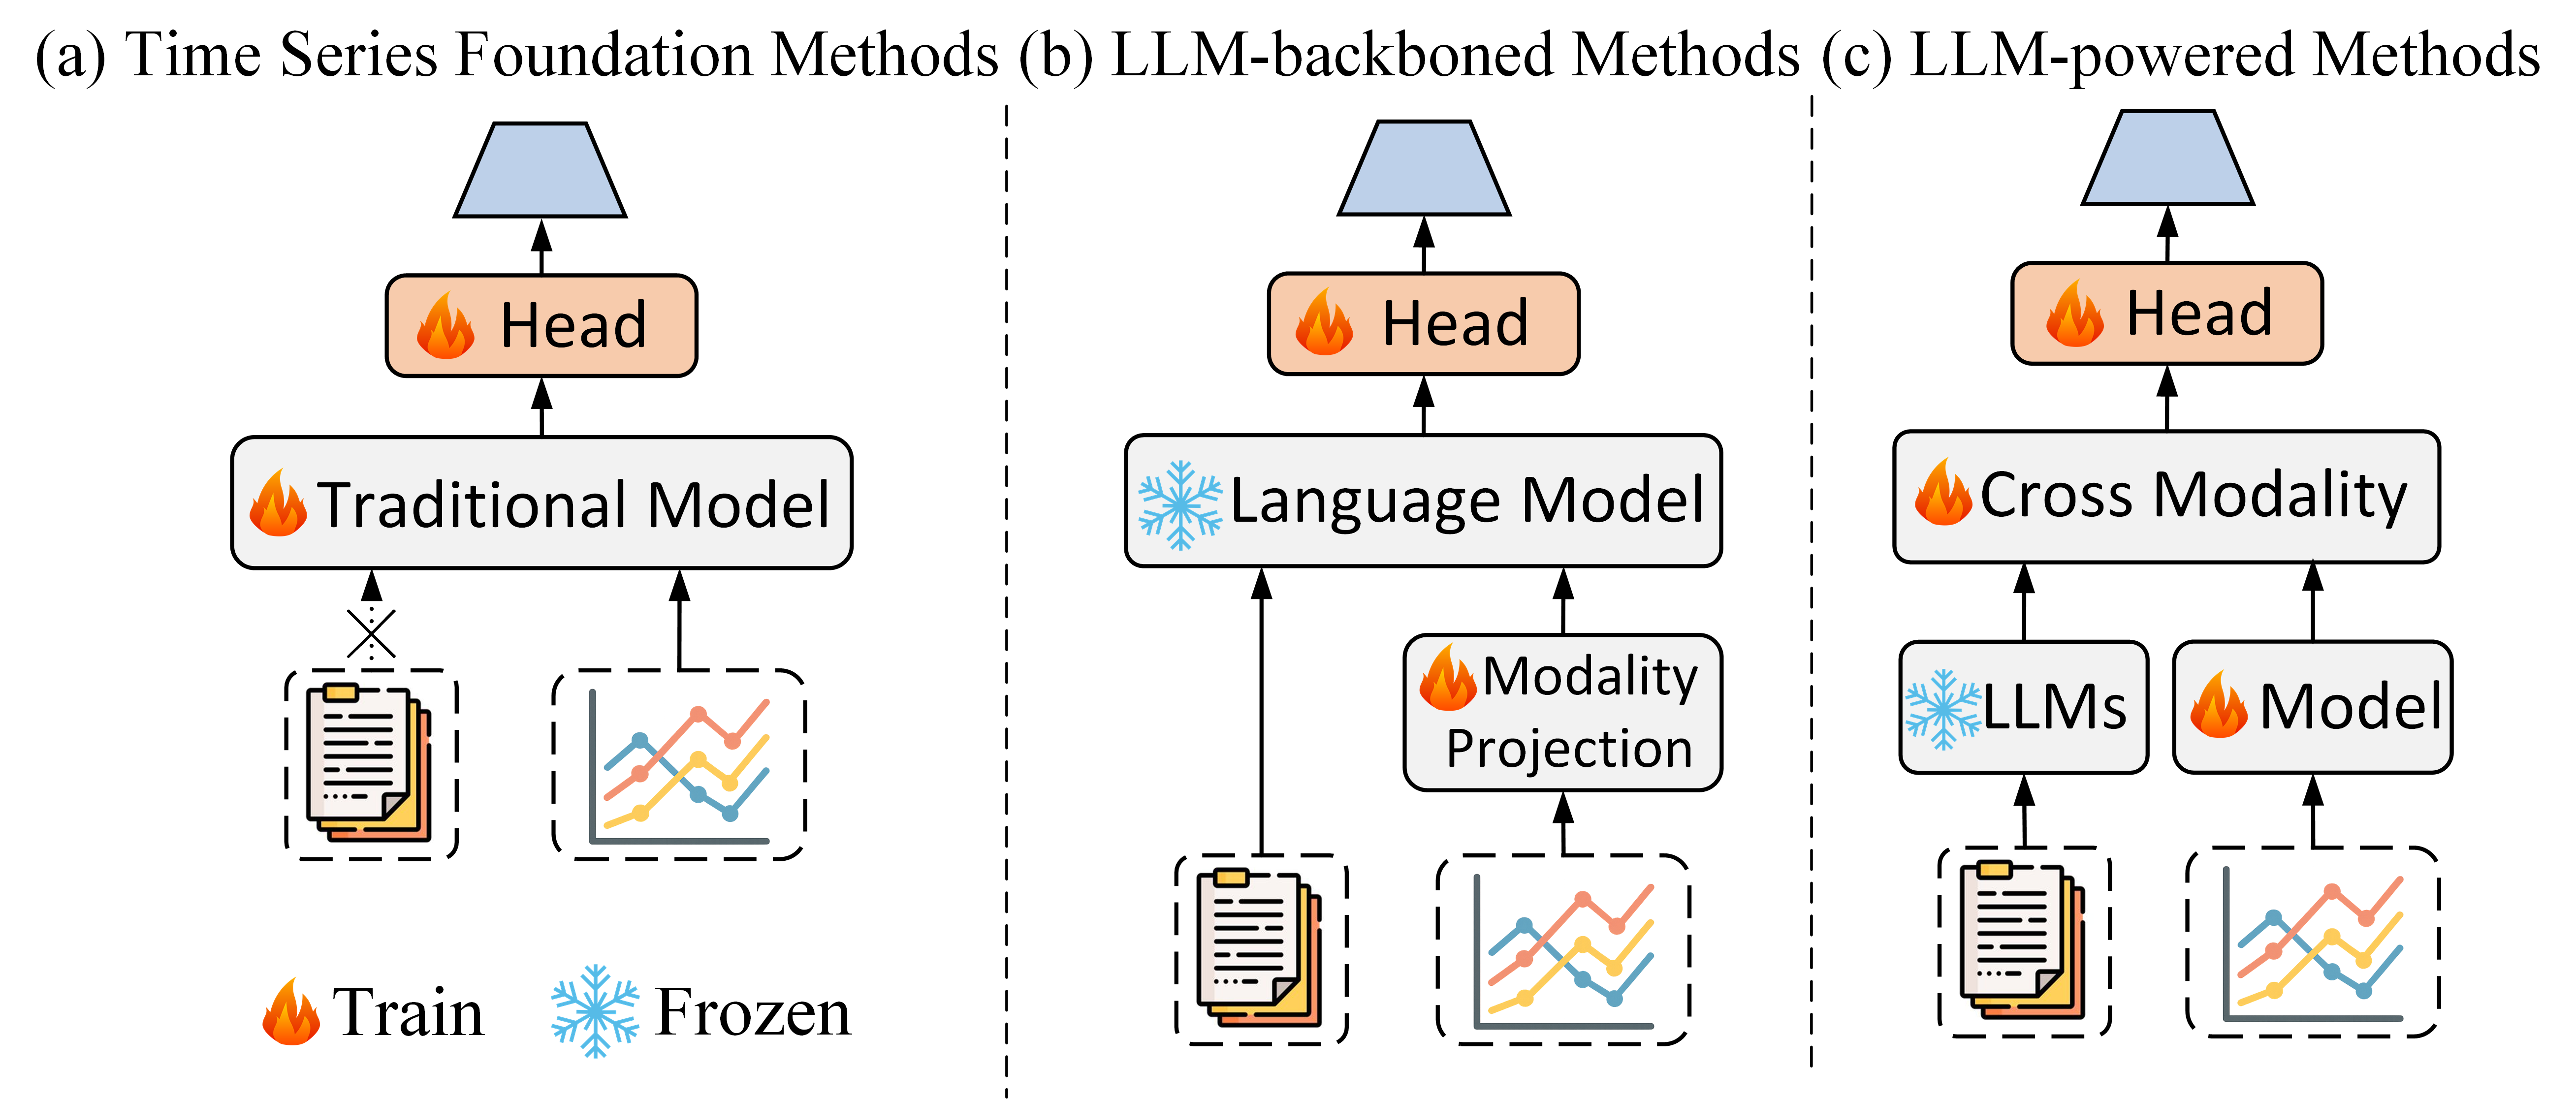 (a) Time Series Foundation Methods
Head
Traditional Model
Train
Frozen
(b) LLM-backboned Methods
Head
Language Model
Modality
Projection
(c) LLM-powered Methods
Head
Cross Modality
LLMs
Model